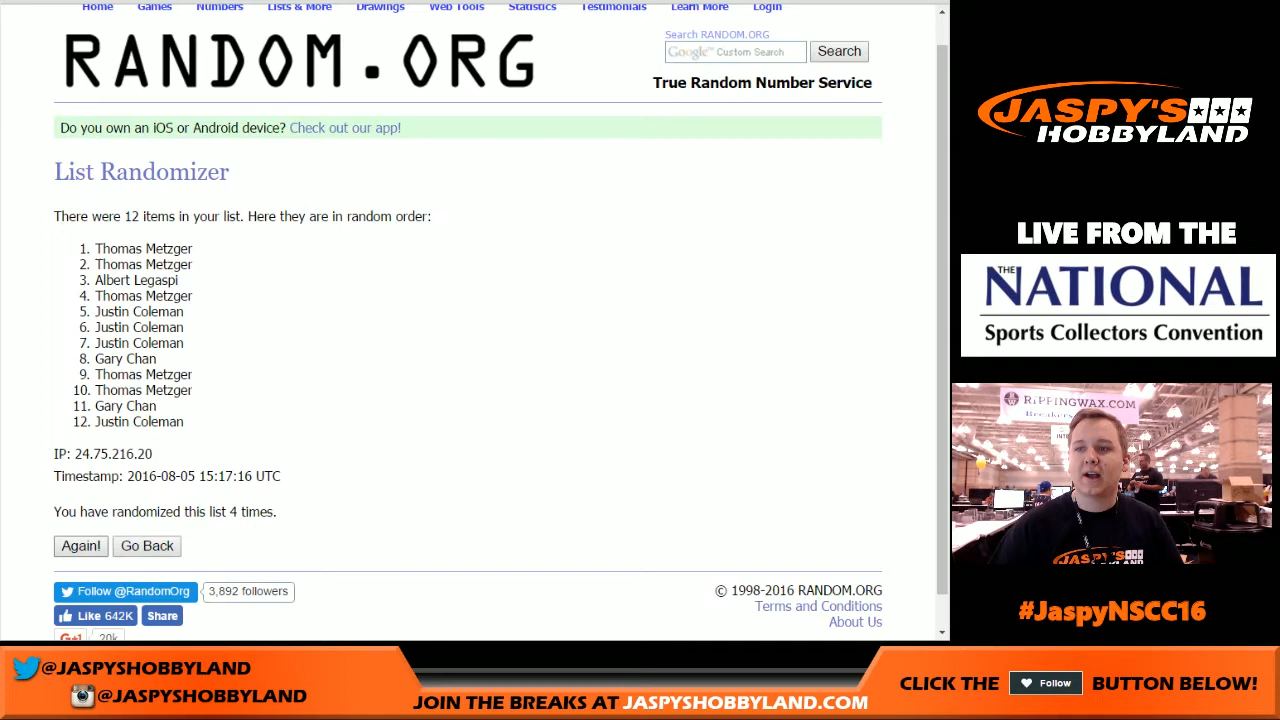 Home Games Numbers Lists & More Drawings Web Tools Statistics Testimonials Learn More Login
RANDOM.ORG
Search RANDOM.ORG
Google™ Custom Search Search
True Random Number Service
Do you own an iOS or Android device? Check out our app!
List Randomizer
There were 12 items in your list. Here they are in random order:
1. Thomas Metzger
2. Thomas Metzger
3. Albert Legaspi
4. Thomas Metzger
5. Justin Coleman
6. Justin Coleman
7. Justin Coleman
8. Gary Chan
9. Thomas Metzger
10. Thomas Metzger
11. Gary Chan
12. Justin Coleman
IP: 24.75.216.20
Timestamp: 2016-08-05 15:17:16 UTC
You have randomized this list 4 times.
Again! Go Back
Follow @RandomOrg 3,892 followers
Like 642K Share
G+1 20k
© 1998-2016 RANDOM.ORG
Terms and Conditions
About Us
JASPY'S
HOBBYLAND
LIVE FROM THE
THE NATIONAL
Sports Collectors Convention
RIPPINGWAX.COM
Breakers
JASPY'S
HOBBYLAND
#JaspyNSCC16
@JASPYSHOBBYLAND
@JASPYSHOBBYLAND
JOIN THE BREAKS AT JASPYSHOBBYLAND.COM
CLICK THE Follow BUTTON BELOW!